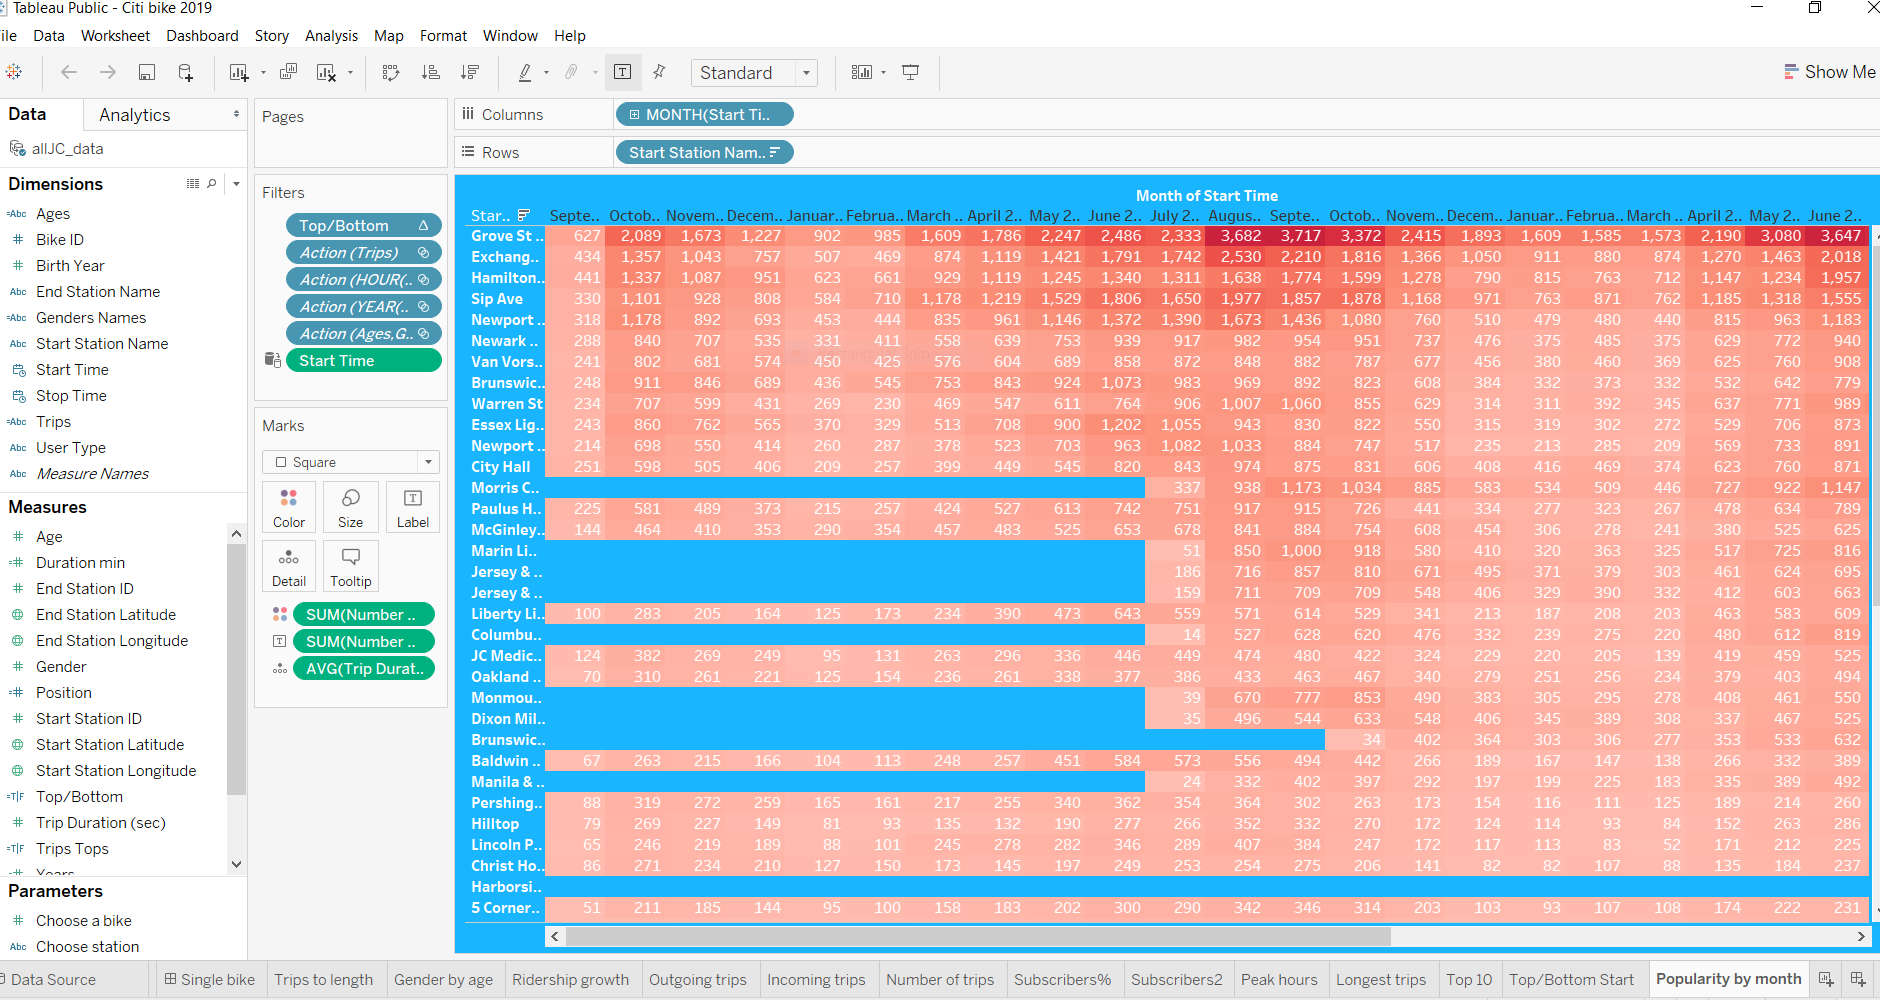 Tableau Public - Citi bike 2019
ile Data Worksheet Dashboard Story Analysis Map Format Window Help
Standard
Show Me
Data Analytics
allJC_data
Dimensions
Abc Ages
# Bike ID
# Birth Year
Abc End Station Name
Abc Genders Names
Abc Start Station Name
Start Time
Stop Time
Abc Trips
Abc User Type
Abc Measure Names
Measures
# Age
# Duration min
# End Station ID
End Station Latitude
End Station Longitude
# Gender
# Position
# Start Station ID
Start Station Latitude
Start Station Longitude
T|F Top/Bottom
# Trip Duration (sec)
T|F Trips Tops
Years
Parameters
# Choose a bike
Abc Choose station
Pages
Filters
Top/Bottom
Action (Trips)
Action (HOUR(..
Action (YEAR(..
Action (Ages,G..
Start Time
Marks
Square
Color Size Label
Detail Tooltip
SUM(Number ..
SUM(Number ..
AVG(Trip Durat..
Columns MONTH(Start Ti..
Rows Start Station Nam..
Month of Start Time
Star.. Septe.. Octob.. Novem.. Decem.. Januar.. Februa.. March .. April 2.. May 2.. June 2.. July 2.. Augus.. Septe.. Octob.. Novem.. Decem.. Januar.. Februa.. March .. April 2.. May 2.. June 2..
Grove St .. 627 2,089 1,673 1,227 902 985 1,609 1,786 2,247 2,486 2,333 3,682 3,717 3,372 2,415 1,893 1,609 1,585 1,573 2,190 3,080 3,647
Exchang.. 434 1,357 1,043 757 507 469 874 1,119 1,421 1,791 1,742 2,530 2,210 1,816 1,366 1,050 911 880 874 1,270 1,463 2,018
Hamilton.. 441 1,337 1,087 951 623 661 929 1,119 1,245 1,340 1,311 1,638 1,774 1,599 1,278 790 815 763 712 1,147 1,234 1,957
Sip Ave 330 1,101 928 808 584 710 1,178 1,219 1,529 1,806 1,650 1,977 1,857 1,878 1,168 971 763 871 762 1,185 1,318 1,555
Newport .. 318 1,178 892 693 453 444 835 961 1,146 1,372 1,390 1,673 1,436 1,080 760 510 479 480 440 815 963 1,183
Newark .. 288 840 707 535 331 411 558 639 753 939 917 982 954 951 737 476 375 485 375 629 772 940
Van Vors.. 241 802 681 574 450 425 576 604 689 858 872 848 882 787 677 456 380 460 369 625 760 908
Brunswic.. 248 911 846 689 436 545 753 843 924 1,073 983 969 892 823 608 384 332 373 332 532 642 779
Warren St 234 707 599 431 269 230 469 547 611 764 906 1,007 1,060 855 629 314 311 392 345 637 771 989
Essex Lig.. 243 860 762 565 370 329 513 708 900 1,202 1,055 943 830 822 550 315 319 302 272 529 706 873
Newport .. 214 698 550 414 260 287 378 523 703 963 1,082 1,033 884 747 517 235 213 285 209 569 733 891
City Hall 251 598 505 406 209 257 399 449 545 820 843 974 875 831 606 408 416 469 374 623 760 871
Morris C.. 337 938 1,173 1,034 885 583 534 509 446 727 922 1,147
Paulus H.. 225 581 489 373 215 257 424 527 613 742 751 917 915 726 441 334 277 323 267 478 634 789
McGinley.. 144 464 410 353 290 354 457 483 525 653 678 841 884 754 608 454 306 278 241 380 525 625
Marin Li.. 51 850 1,000 918 580 410 320 363 325 517 725 816
Jersey & .. 186 716 857 810 671 495 371 379 303 461 624 695
Jersey & .. 159 711 709 709 548 406 329 390 332 412 603 663
Liberty Li.. 100 283 205 164 125 173 234 390 473 643 559 571 614 529 341 213 187 208 203 463 583 609
Columbu.. 14 527 628 620 476 332 239 275 220 480 612 819
JC Medic.. 124 382 269 249 95 131 263 296 336 446 449 474 480 422 324 229 220 205 139 419 459 525
Oakland .. 70 310 261 221 125 154 236 261 338 377 386 433 463 467 340 279 251 256 234 379 403 494
Monmou.. 39 670 777 853 490 383 305 295 278 408 461 550
Dixon Mil.. 35 496 544 633 548 406 345 389 308 337 467 525
Brunswic.. 34 402 364 303 306 277 353 533 632
Baldwin .. 67 263 215 166 104 113 248 257 451 584 573 556 494 442 266 189 167 147 138 266 332 389
Manila & .. 24 332 402 397 292 197 199 225 183 335 389 492
Pershing.. 88 319 272 259 165 161 217 255 340 362 354 364 302 263 173 154 116 111 125 189 214 260
Hilltop 79 269 227 149 81 93 135 132 190 277 266 352 332 270 172 124 114 93 84 152 263 286
Lincoln P.. 65 246 219 189 88 101 245 278 282 346 289 407 384 247 172 117 113 83 52 171 212 225
Christ Ho.. 86 271 234 210 127 150 173 145 197 249 253 254 275 206 141 82 82 107 88 135 184 237
Harborsi..
5 Corner.. 51 211 185 144 95 100 158 183 202 300 290 342 346 314 203 103 93 107 108 174 222 231
Data Source Single bike Trips to length Gender by age Ridership growth Outgoing trips Incoming trips Number of trips Subscribers% Subscribers2 Peak hours Longest trips Top 10 Top/Bottom Start Popularity by month